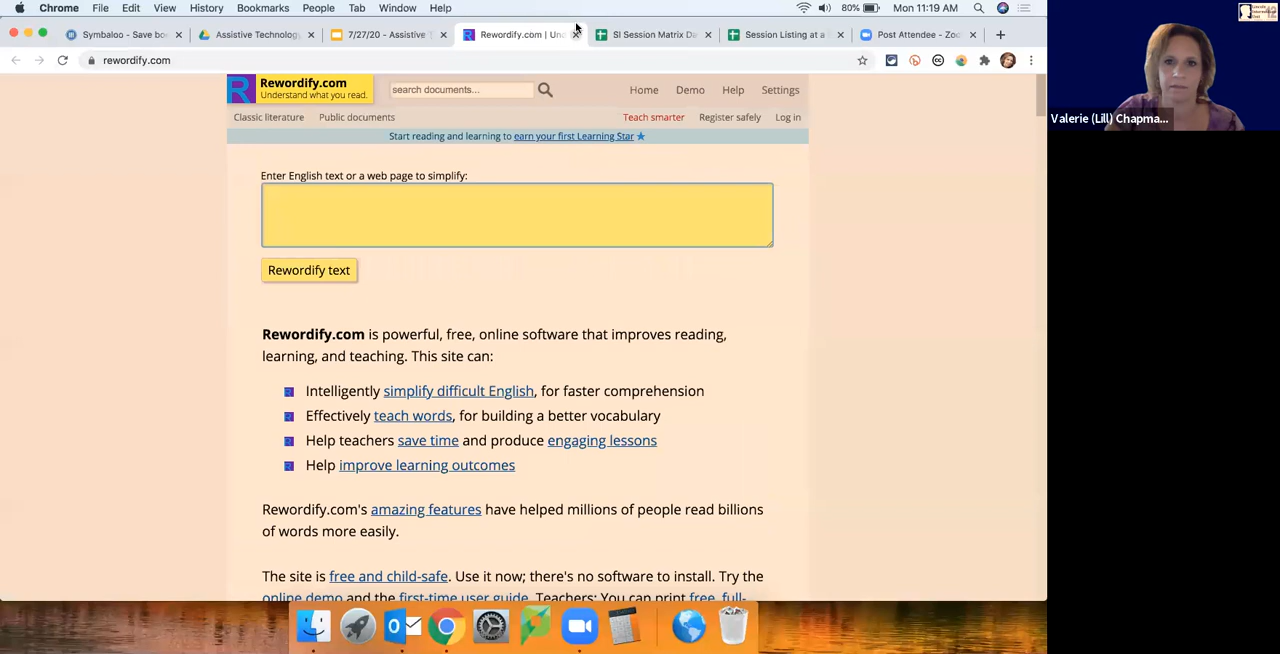 Chrome File Edit View History Bookmarks People Tab Window Help 80% Mon 11:19 AM
Symbaloo - Save bo Assistive Technology 7/27/20 - Assistive Rewordify.com | Un SI Session Matrix Da Session Listing at a Post Attendee - Zoo
rewordify.com
Rewordify.com
Understand what you read.
search documents...
Home Demo Help Settings
Classic literature Public documents Teach smarter Register safely Log in
Start reading and learning to earn your first Learning Star
Enter English text or a web page to simplify:
Rewordify text
Rewordify.com is powerful, free, online software that improves reading,
learning, and teaching. This site can:
Intelligently simplify difficult English, for faster comprehension
Effectively teach words, for building a better vocabulary
Help teachers save time and produce engaging lessons
Help improve learning outcomes
Rewordify.com's amazing features have helped millions of people read billions
of words more easily.
The site is free and child-safe. Use it now; there's no software to install. Try the
online demo and the first-time user guide. Teachers: You can print free, full-
Valerie (Lill) Chapma...